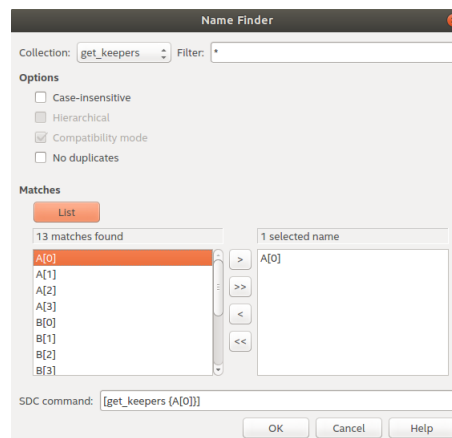 Name Finder
Collection: get_keepers Filter: *
Options
Case-insensitive
Hierarchical
Compatibility mode
No duplicates
Matches
List
13 matches found 1 selected name
A[0] > A[0]
A[1]
A[2] >>
A[3]
B[0] <
B[1]
B[2] <<
B[3]
SDC command: [get_keepers {A[0]}]
OK Cancel Help